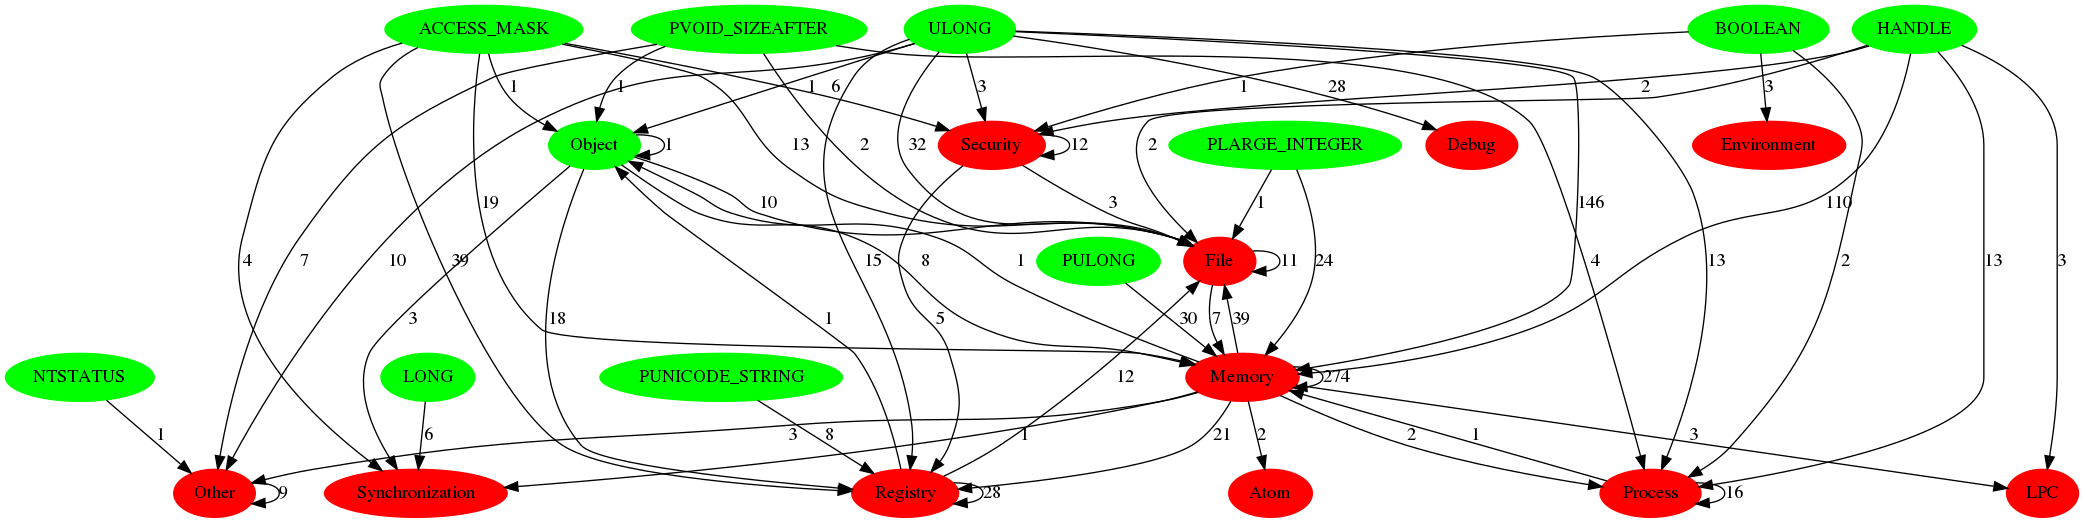 ACCESS_MASK
PVOID_SIZEAFTER
ULONG
BOOLEAN
HANDLE
1
1
1
6
3
1
28
2
3
Object
1
Security
12
PLARGE_INTEGER
Debug
Environment
13
2
32
2
19
10
3
1
146
110
4
7
10
39
15
8
5
1
PULONG
File
11
24
4
13
2
13
3
3
18
1
30
7
39
NTSTATUS
LONG
PUNICODE_STRING
12
Memory
274
1
6
3
8
1
21
2
2
1
3
Other
9
Synchronization
Registry
28
Atom
Process
16
LPC